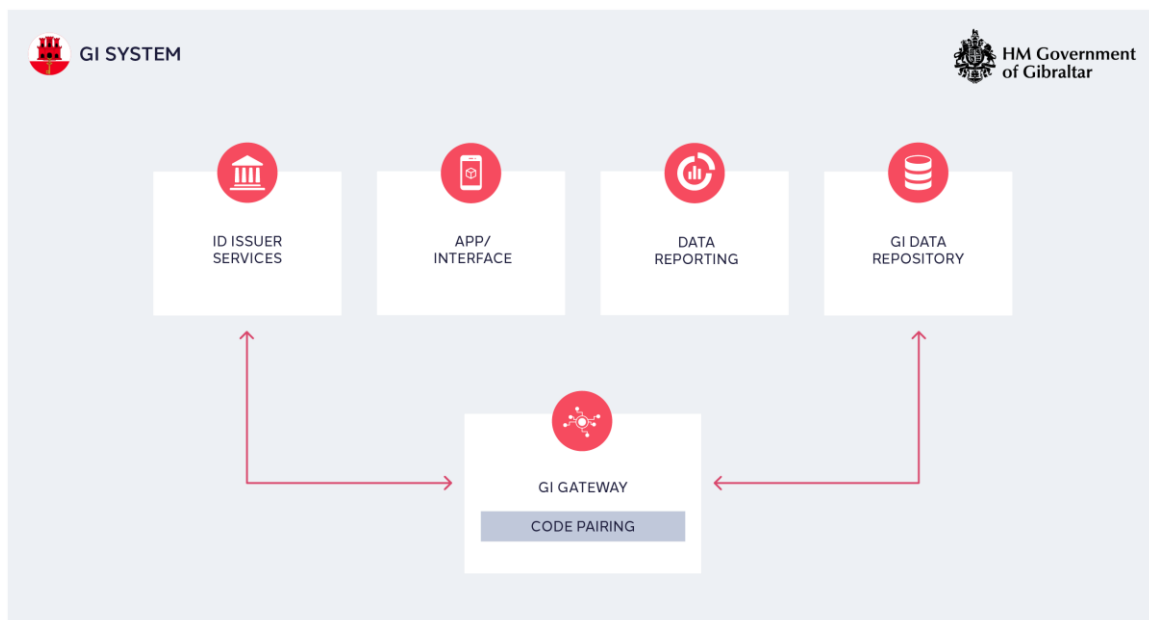 GI SYSTEM
HM Government
of Gibraltar
ID ISSUER
SERVICES
APP/
INTERFACE
DATA
REPORTING
GI DATA
REPOSITORY
GI GATEWAY
CODE PAIRING